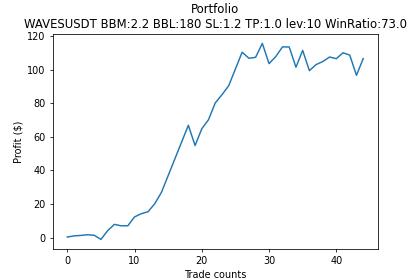 Portfolio
WAVESUSDT BBM:2.2 BBL:180 SL:1.2 TP:1.0 lev:10 WinRatio:73.0
120
100
80
60
40
20
0
Profit ($)
0 10 20 30 40
Trade counts